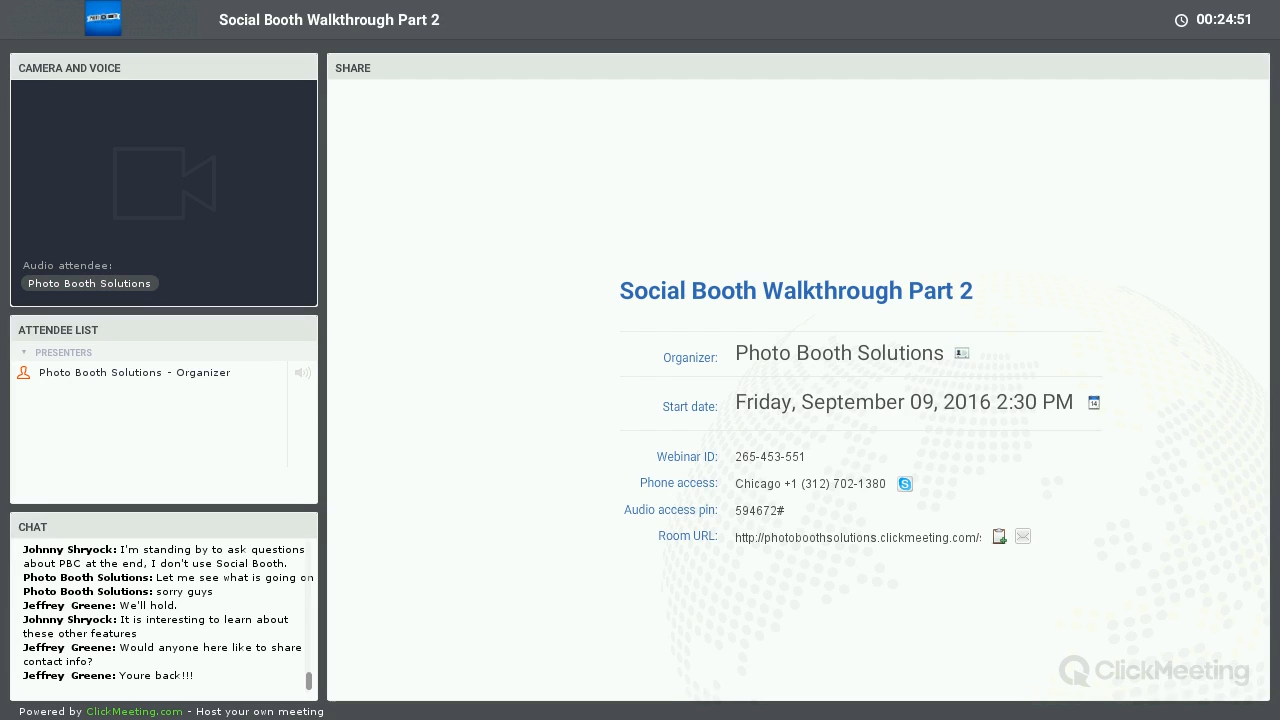 Social Booth Walkthrough Part 2
00:24:51
CAMERA AND VOICE
Audio attendee:
Photo Booth Solutions
ATTENDEE LIST
PRESENTERS
Photo Booth Solutions - Organizer
CHAT
Johnny Shryock: I'm standing by to ask questions
about PBC at the end, I don't use Social Booth.
Photo Booth Solutions: Let me see what is going on
Photo Booth Solutions: sorry guys
Jeffrey Greene: We'll hold.
Johnny Shryock: It is interesting to learn about
these other features
Jeffrey Greene: Would anyone here like to share
contact info?
Jeffrey Greene: Youre back!!!
Powered by ClickMeeting.com - Host your own meeting
SHARE
Social Booth Walkthrough Part 2
Organizer: Photo Booth Solutions
Start date: Friday, September 09, 2016 2:30 PM
14
Webinar ID: 265-453-551
Phone access: Chicago +1 (312) 702-1380
Audio access pin: 594672#
Room URL: http://photoboothsolutions.clickmeeting.com/
ClickMeeting